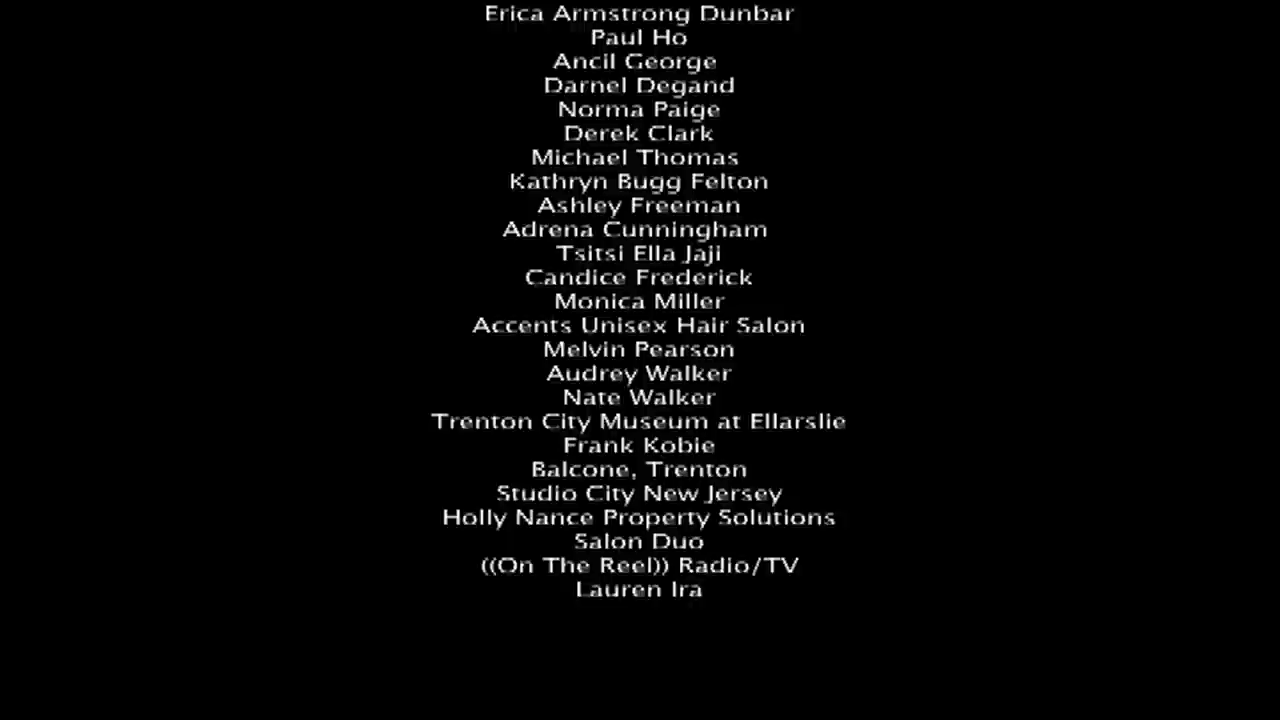 Erica Armstrong Dunbar
Paul Ho
Ancil George
Darnel Degand
Norma Paige
Derek Clark
Michael Thomas
Kathryn Bugg Felton
Ashley Freeman
Adrena Cunningham
Tsitsi Ella Jaji
Candice Frederick
Monica Miller
Accents Unisex Hair Salon
Melvin Pearson
Audrey Walker
Nate Walker
Trenton City Museum at Ellarslie
Frank Kobie
Balcone, Trenton
Studio City New Jersey
Holly Nance Property Solutions
Salon Duo
((On The Reel)) Radio/TV
Lauren Ira